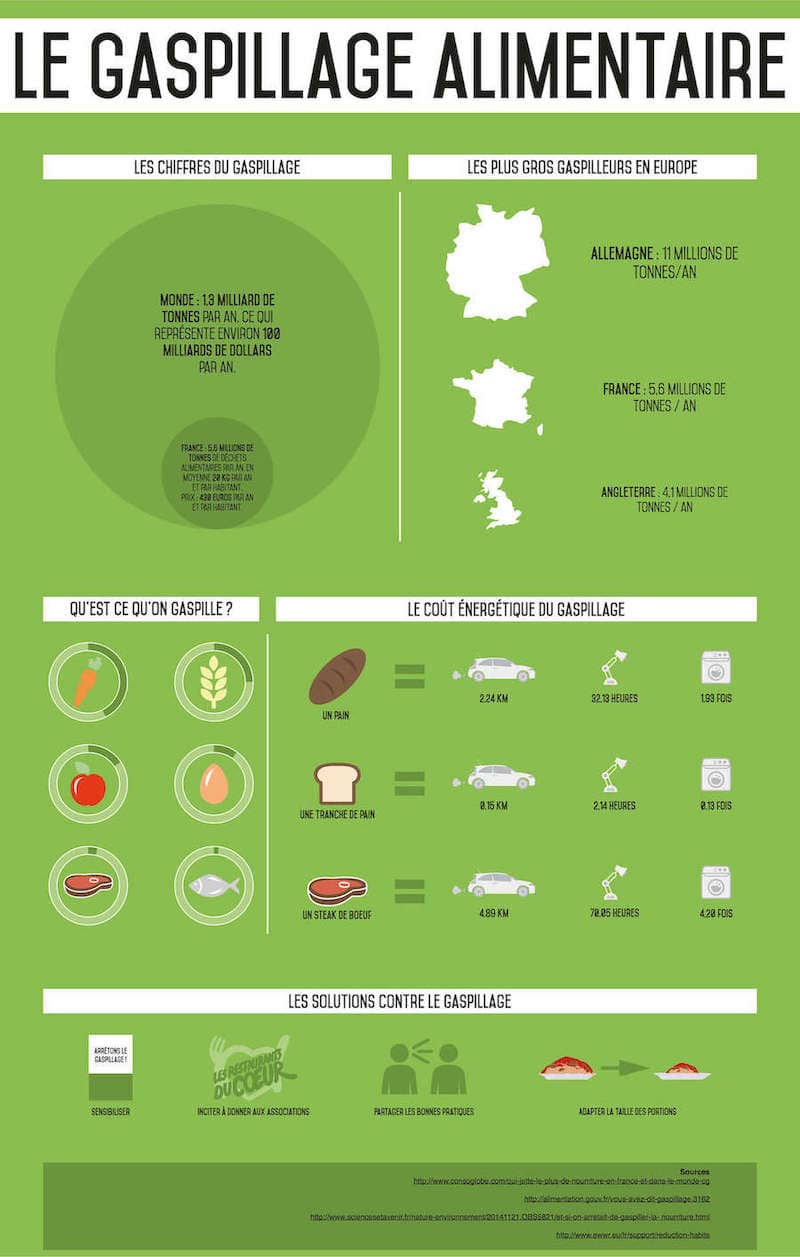 LE GASPILLAGE ALIMENTAIRE
LES CHIFFRES DU GASPILLAGE
MONDE : 1,3 MILLIARD DE
TONNES PAR AN, CE QUI
REPRÉSENTE ENVIRON 100
MILLIARDS DE DOLLARS
PAR AN.
FRANCE : 5,6 MILLIONS DE
TONNES DE DÉCHETS
ALIMENTAIRES PAR AN, EN
MOYENNE 20 KG PAR AN
ET PAR HABITANT.
PRIX : 430 EUROS PAR AN
ET PAR HABITANT.
LES PLUS GROS GASPILLEURS EN EUROPE
ALLEMAGNE : 11 MILLIONS DE
TONNES/AN
FRANCE : 5,6 MILLIONS DE
TONNES / AN
ANGLETERRE : 4,1 MILLIONS DE
TONNES / AN
QU'EST CE QU'ON GASPILLE ?
LE COÛT ÉNERGÉTIQUE DU GASPILLAGE
UN PAIN
2,24 KM
32,13 HEURES
1,93 FOIS
UNE TRANCHE DE PAIN
0,15 KM
2,14 HEURES
0,13 FOIS
UN STEAK DE BOEUF
4,89 KM
70,05 HEURES
4,20 FOIS
LES SOLUTIONS CONTRE LE GASPILLAGE
ARRÊTONS LE
GASPILLAGE !
SENSIBILISER
LES RESTAURANTS
DU CŒUR
INCITER À DONNER AUX ASSOCIATIONS
PARTAGER LES BONNES PRATIQUES
ADAPTER LA TAILLE DES PORTIONS
Sources
http://www.consoglobe.com/qui-jette-le-plus-de-nourriture-en-france-et-dans-le-monde-cg
http://alimentation.gouv.fr/vous-avez-dit-gaspillage,3162
http://www.sciencesetavenir.fr/nature-environnement/20141121.OBS5821/et-si-on-arretait-de-gaspiller-la- nourriture.html